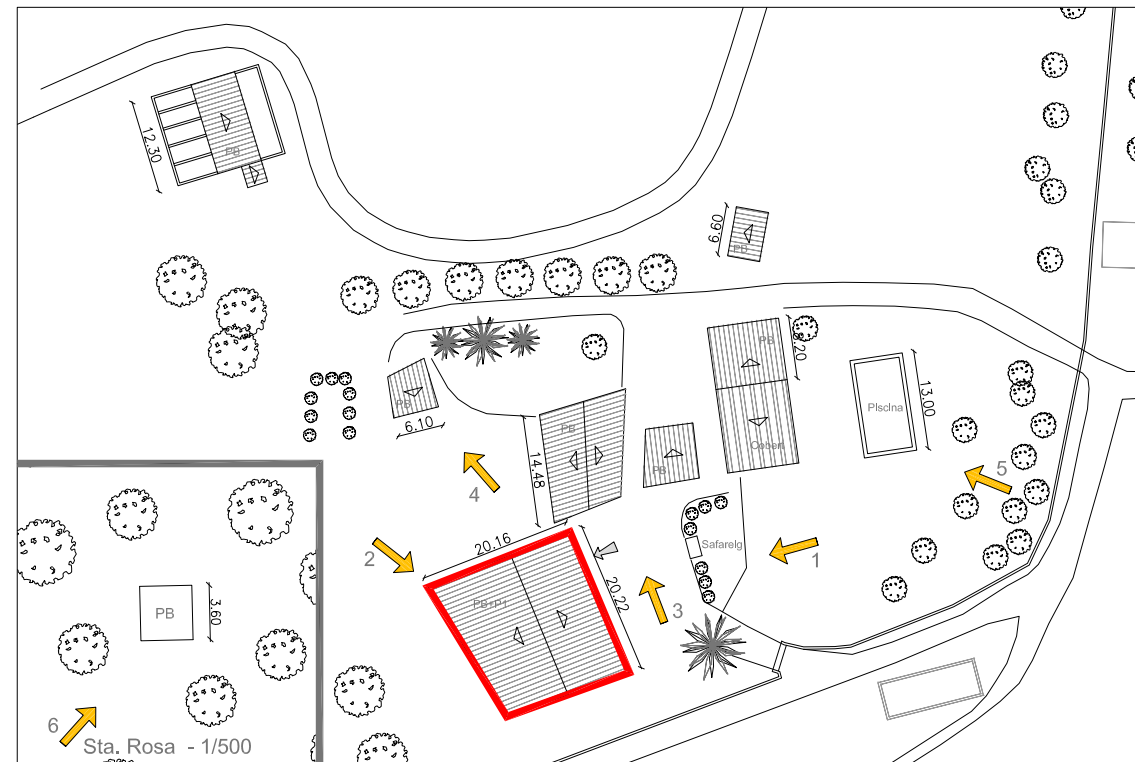 12.30
PB
6.60
PB
PB
8.20
PB
6.10
PB
14.48
PB
Cobert
Piscina
13.00
5
4
2
20.16
Safareig
1
PB+P1
20.22
3
PB
3.60
6
Sta. Rosa - 1/500